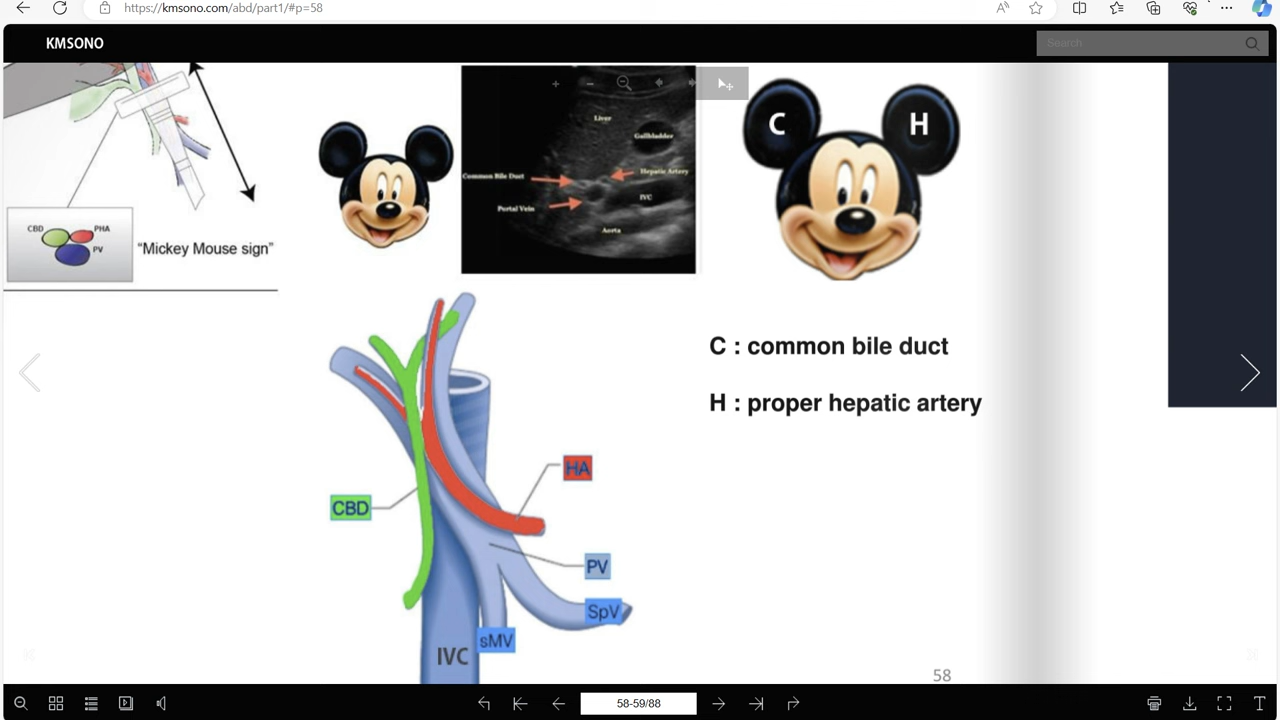 https://kmsono.com/abd/part1/#p=58
KMSONO
Search
Liver
Gallbladder
Common Bile Duct
Hepatic Artery
IVC
Portal Vein
Aorta
C
H
CBD
PHA
PV
“Mickey Mouse sign”
C : common bile duct
H : proper hepatic artery
HA
CBD
PV
SpV
sMV
IVC
58
58-59/88